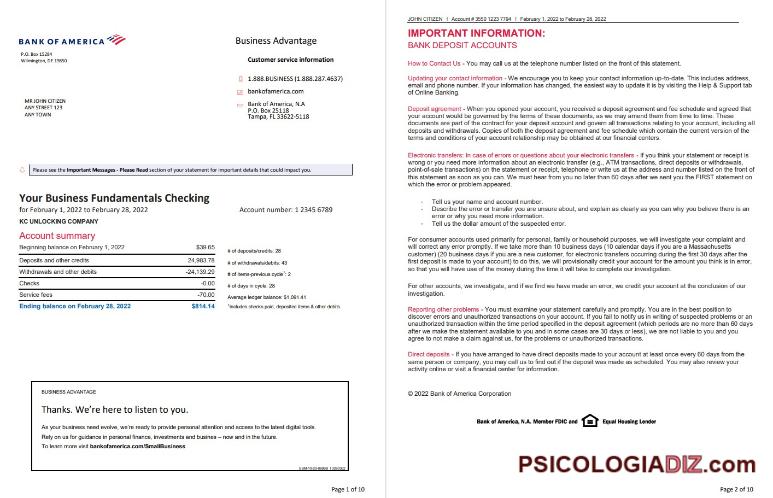 BANK OF AMERICA
P.O. Box 15284
Wilmington, DE 19850
Business Advantage
Customer service information
1.888.BUSINESS (1.888.287.4637)
bankofamerica.com
Bank of America, N.A
P.O. Box 25118
Tampa, FL 33622-5118
MR JOHN CITIZEN
ANY STREET 123
ANY TOWN
Please see the Important Messages - Please Read section of your statement for important details that could impact you.
Your Business Fundamentals Checking
for February 1, 2022 to February 28, 2022
Account number: 1 2345 6789
KC UNLOCKING COMPANY
Account summary
Beginning balance on February 1, 2022 $39.65
Deposits and other credits 24,983.78
Withdrawals and other debits -24,139.29
Checks -0.00
Service fees -70.00
Ending balance on February 28, 2022 $814.14
# of deposits/credits: 28
# of withdrawals/debits: 43
# of items-previous cycle¹: 2
# of days in cycle: 28
Average ledger balance: $1,061.41
¹Includes checks paid, deposited items & other debits
BUSINESS ADVANTAGE
Thanks. We're here to listen to you.
As your business need evolve, we're ready to provide personal attention and access to the latest digital tools.
Rely on us for guidance in personal finance, investments and busines – now and in the future.
To learn more visit bankofamerica.com/SmallBusiness
Page 1 of 10
JOHN CITIZEN I Account # 3559 1223 7794 I February 1, 2022 to February 28, 2022
IMPORTANT INFORMATION:
BANK DEPOSIT ACCOUNTS
How to Contact Us - You may call us at the telephone number listed on the front of this statement.
Updating your contact information - We encourage you to keep your contact information up-to-date. This includes address,
email and phone number. If your information has changed, the easiest way to update it is by visiting the Help & Support tab
of Online Banking.
Deposit agreement - When you opened your account, you received a deposit agreement and fee schedule and agreed that
your account would be governed by the terms of these documents, as we may amend them from time to time. These
documents are part of the contract for your deposit account and govern all transactions relating to your account, including all
deposits and withdrawals. Copies of both the deposit agreement and fee schedule which contain the current version of the
terms and conditions of your account relationship may be obtained at our financial centers.
Electronic transfers: In case of errors or questions about your electronic transfers - If you think your statement or receipt is
wrong or you need more information about an electronic transfer (e.g., ATM transactions, direct deposits or withdrawals,
point-of-sale transactions) on the statement or receipt, telephone or write us at the address and number listed on the front of
this statement as soon as you can. We must hear from you no later than 60 days after we sent you the FIRST statement on
which the error or problem appeared.
- Tell us your name and account number.
- Describe the error or transfer you are unsure about, and explain as clearly as you can why you believe there is an
error or why you need more information.
- Tell us the dollar amount of the suspected error.
For consumer accounts used primarily for personal, family or household purposes, we will investigate your complaint and
will correct any error promptly. If we take more than 10 business days (10 calendar days if you are a Massachusetts
customer) (20 business days if you are a new customer, for electronic transfers occurring during the first 30 days after the
first deposit is made to your account) to do this, we will provisionally credit your account for the amount you think is in error,
so that you will have use of the money during the time it will take to complete our investigation.
For other accounts, we investigate, and if we find we have made an error, we credit your account at the conclusion of our
investigation.
Reporting other problems - You must examine your statement carefully and promptly. You are in the best position to
discover errors and unauthorized transactions on your account. If you fail to notify us in writing of suspected problems or an
unauthorized transaction within the time period specified in the deposit agreement (which periods are no more than 60 days
after we make the statement available to you and in some cases are 30 days or less), we are not liable to you and you
agree to not make a claim against us, for the problems or unauthorized transactions.
Direct deposits - If you have arranged to have direct deposits made to your account at least once every 60 days from the
same person or company, you may call us to find out if the deposit was made as scheduled. You may also review your
activity online or visit a financial center for information.
© 2022 Bank of America Corporation
Bank of America, N.A. Member FDIC and Equal Housing Lender
PSICOLOGIADIZ.com
Page 2 of 10